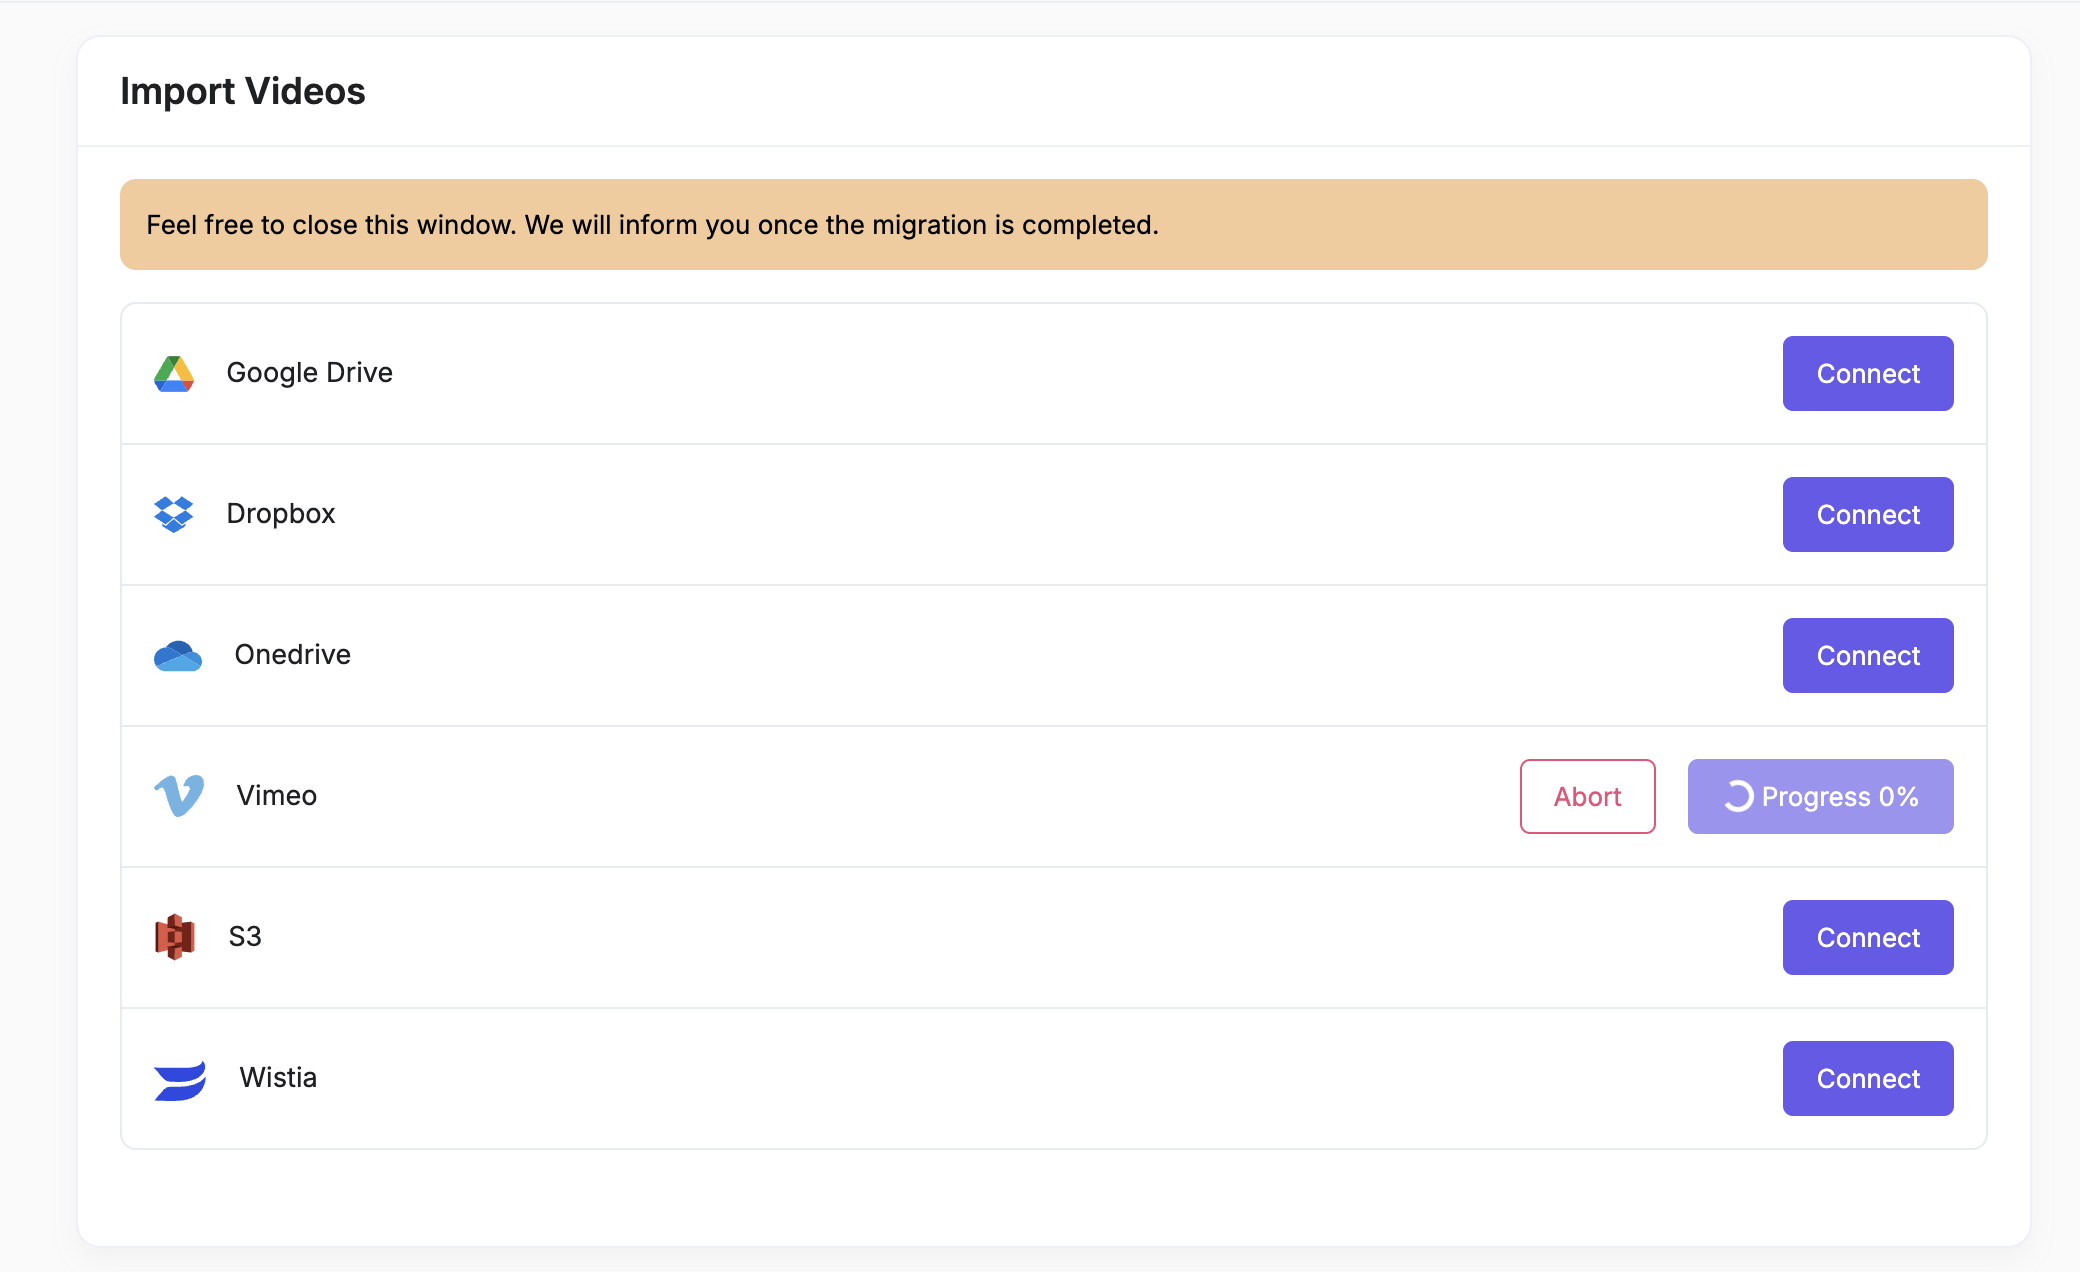 Import Videos
Feel free to close this window. We will inform you once the migration is completed.
Google Drive
Connect
Dropbox
Connect
Onedrive
Connect
Vimeo
Abort
Progress 0%
S3
Connect
Wistia
Connect